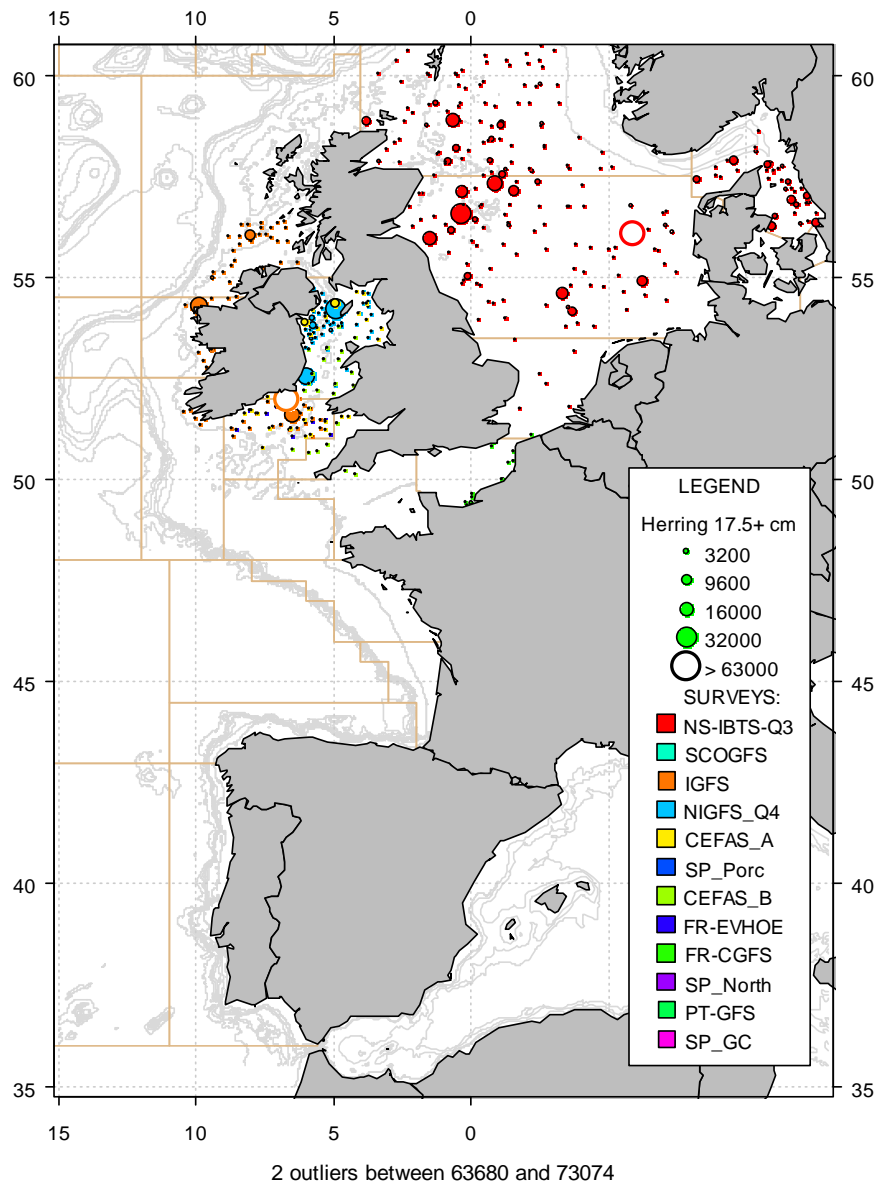 15 10 5 0
60 60
55 55
50 50
LEGEND
Herring 17.5+ cm
3200
9600
16000
32000
> 63000
45 45
SURVEYS:
NS-IBTS-Q3
SCOGFS
IGFS
NIGFS_Q4
CEFAS_A
40 40
SP_Porc
CEFAS_B
FR-EVHOE
FR-CGFS
SP_North
PT-GFS
SP_GC
35 35
15 10 5 0
2 outliers between 63680 and 73074